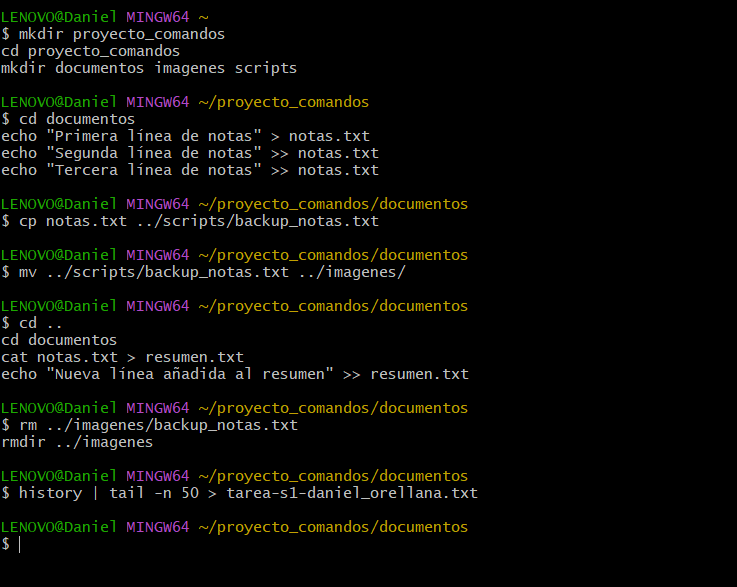 LENOVO@Daniel MINGW64 ~
$ mkdir proyecto_comandos
cd proyecto_comandos
mkdir documentos imagenes scripts
LENOVO@Daniel MINGW64 ~/proyecto_comandos
$ cd documentos
echo "Primera línea de notas" > notas.txt
echo "Segunda línea de notas" >> notas.txt
echo "Tercera línea de notas" >> notas.txt
LENOVO@Daniel MINGW64 ~/proyecto_comandos/documentos
$ cp notas.txt ../scripts/backup_notas.txt
LENOVO@Daniel MINGW64 ~/proyecto_comandos/documentos
$ mv ../scripts/backup_notas.txt ../imagenes/
LENOVO@Daniel MINGW64 ~/proyecto_comandos/documentos
$ cd ..
cd documentos
cat notas.txt > resumen.txt
echo "Nueva línea añadida al resumen" >> resumen.txt
LENOVO@Daniel MINGW64 ~/proyecto_comandos/documentos
$ rm ../imagenes/backup_notas.txt
rmdir ../imagenes
LENOVO@Daniel MINGW64 ~/proyecto_comandos/documentos
$ history | tail -n 50 > tarea-s1-daniel_orellana.txt
LENOVO@Daniel MINGW64 ~/proyecto_comandos/documentos
$